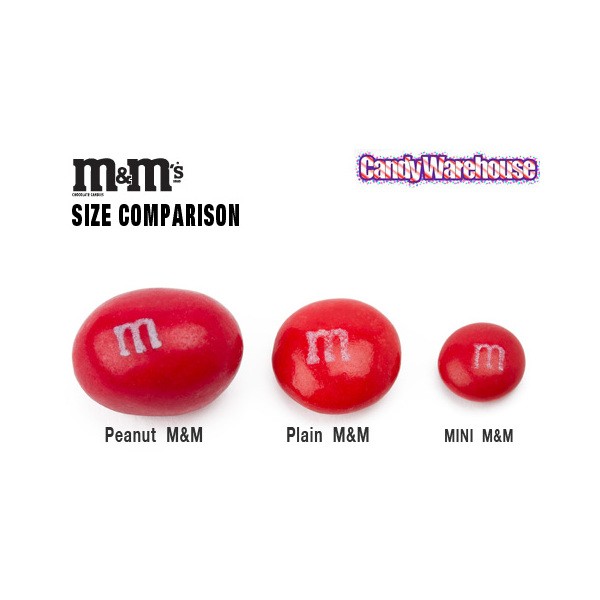 m&m's
CandyWarehouse
CHOCOLATE CANDIES
SIZE COMPARISON
m
m
m
Peanut M&M
Plain M&M
MINI M&M